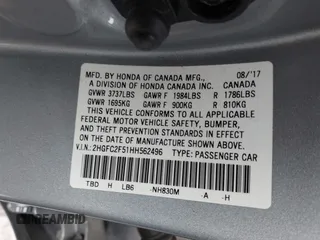 MFD. BY HONDA OF CANADA MFG., 08/'17
A DIVISION OF HONDA CANADA INC. CANADA
GVWR 3737LBS GAWR F 1984LBS R 1786LBS
GVWR 1695KG GAWR F 900KG R 810KG
THIS VEHICLE CONFORMS TO ALL APPLICABLE
FEDERAL MOTOR VEHICLE SAFETY, BUMPER,
AND THEFT PREVENTION STANDARDS IN EFFECT ON
THE DATE OF MANUFACTURE SHOWN ABOVE.
V.I.N.: 2HGFC2F51HH562496 TYPE: PASSENGER CAR
TBD H LB6 -NH830M -A -H